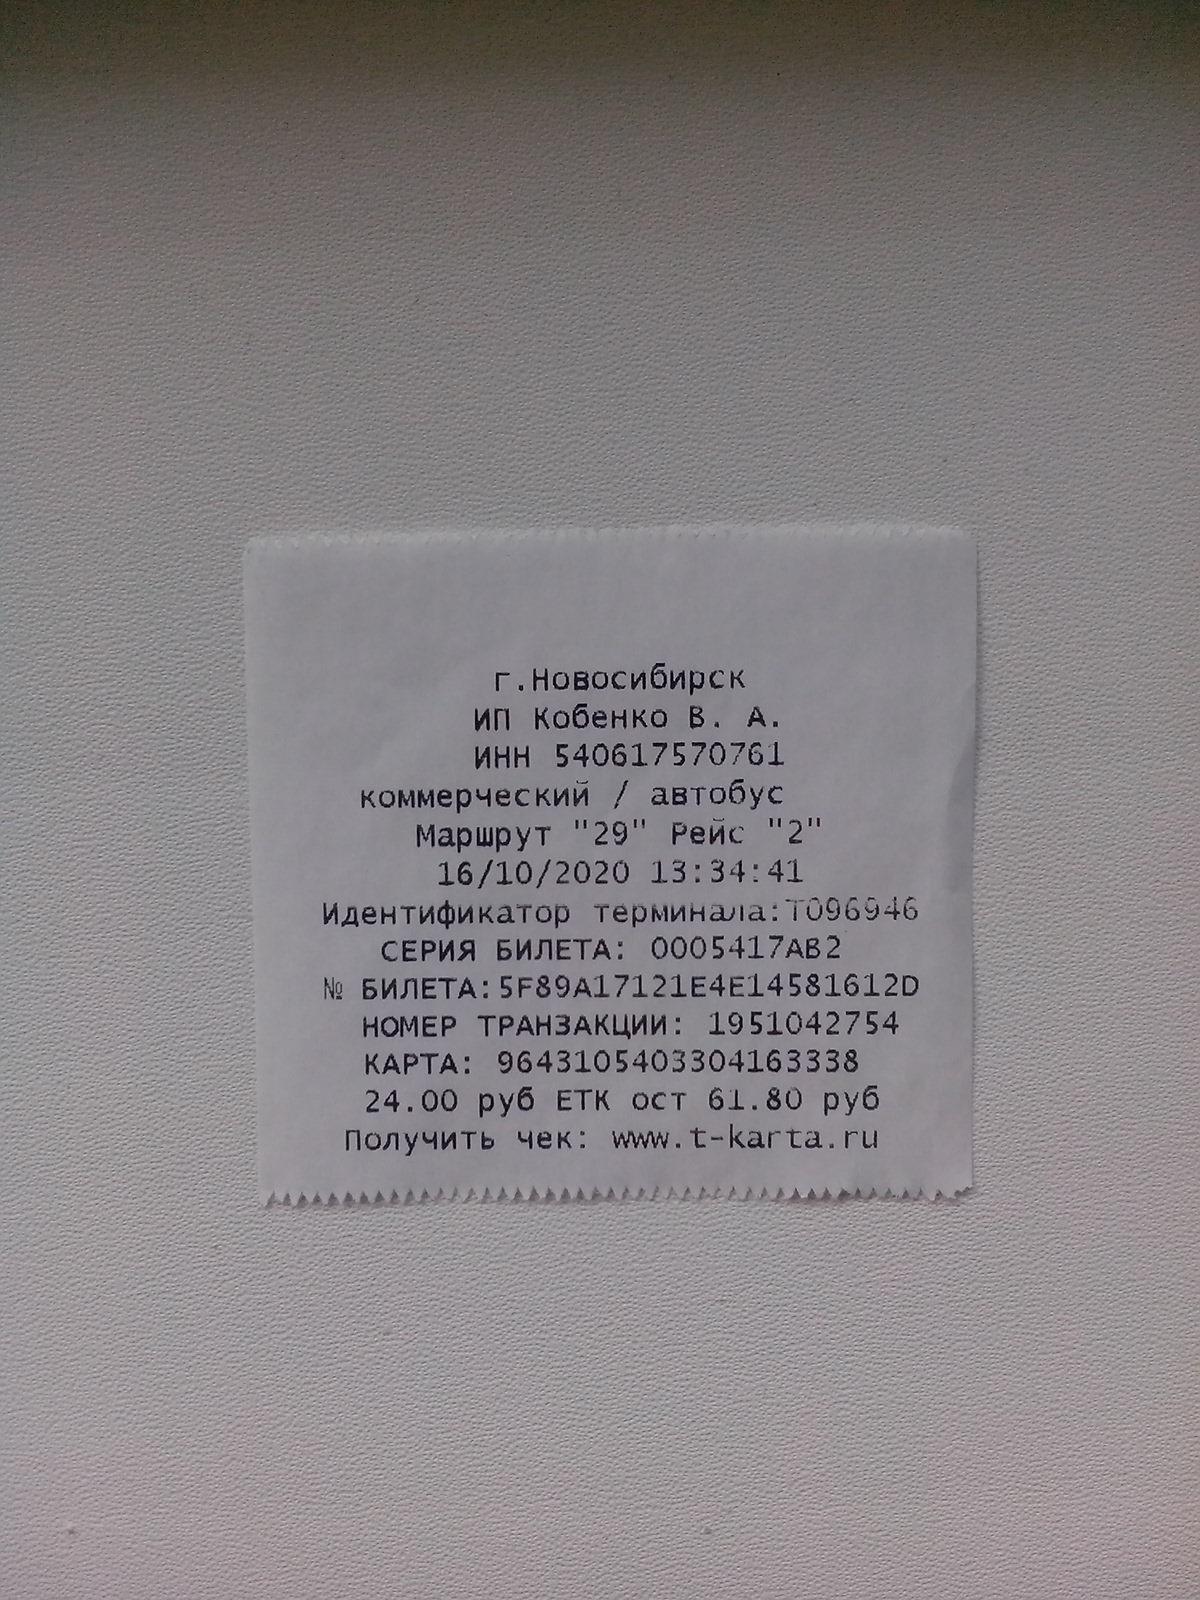 г.Новосибирск
ИП Кобенко В. А.
ИНН 540617570761
коммерческий / автобус
Маршрут "29" Рейс "2"
16/10/2020 13:34:41
Идентификатор терминала:T096946
СЕРИЯ БИЛЕТА: 0005417AB2
№ БИЛЕТА:5F89A17121E4E14581612D
НОМЕР ТРАНЗАКЦИИ: 1951042754
КАРТА: 9643105403304163338
24.00 руб ЕТК ост 61.80 руб
Получить чек: www.t-karta.ru